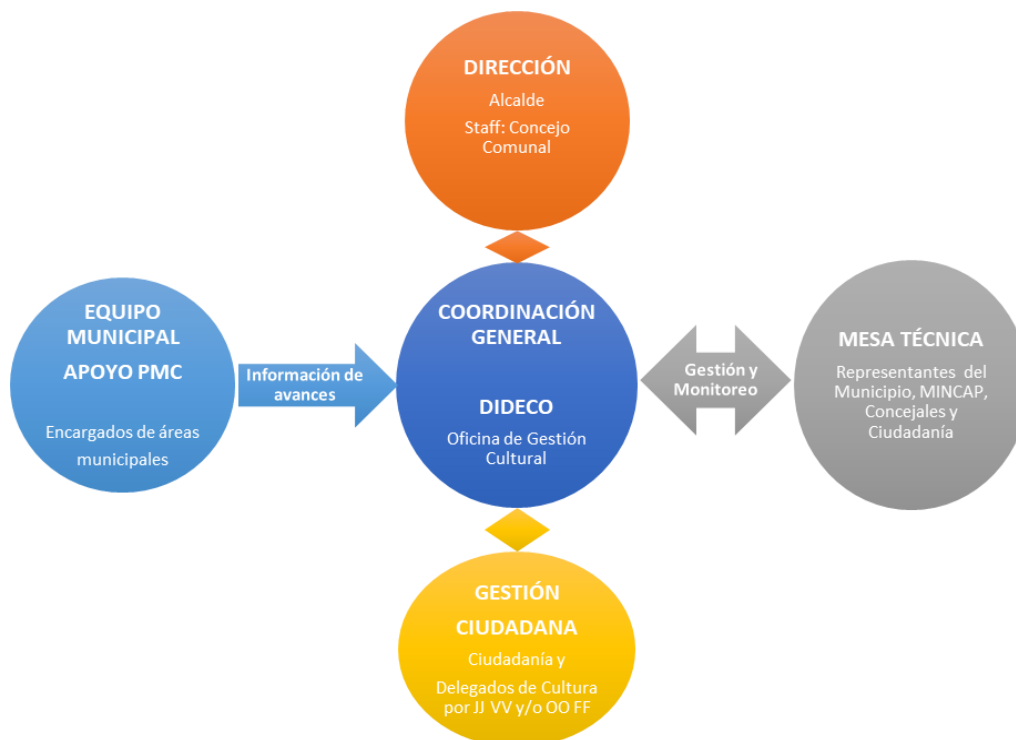 DIRECCIÓN
Alcalde
Staff: Concejo
Comunal
EQUIPO
MUNICIPAL
APOYO PMC
Encargados de áreas
municipales
Información de
avances
COORDINACIÓN
GENERAL
DIDECO
Oficina de Gestión
Cultural
Gestión y
Monitoreo
MESA TÉCNICA
Representantes del
Municipio, MINCAP,
Concejales y
Ciudadanía
GESTIÓN
CIUDADANA
Ciudadanía y
Delegados de Cultura
por JJ VV y/o OO FF